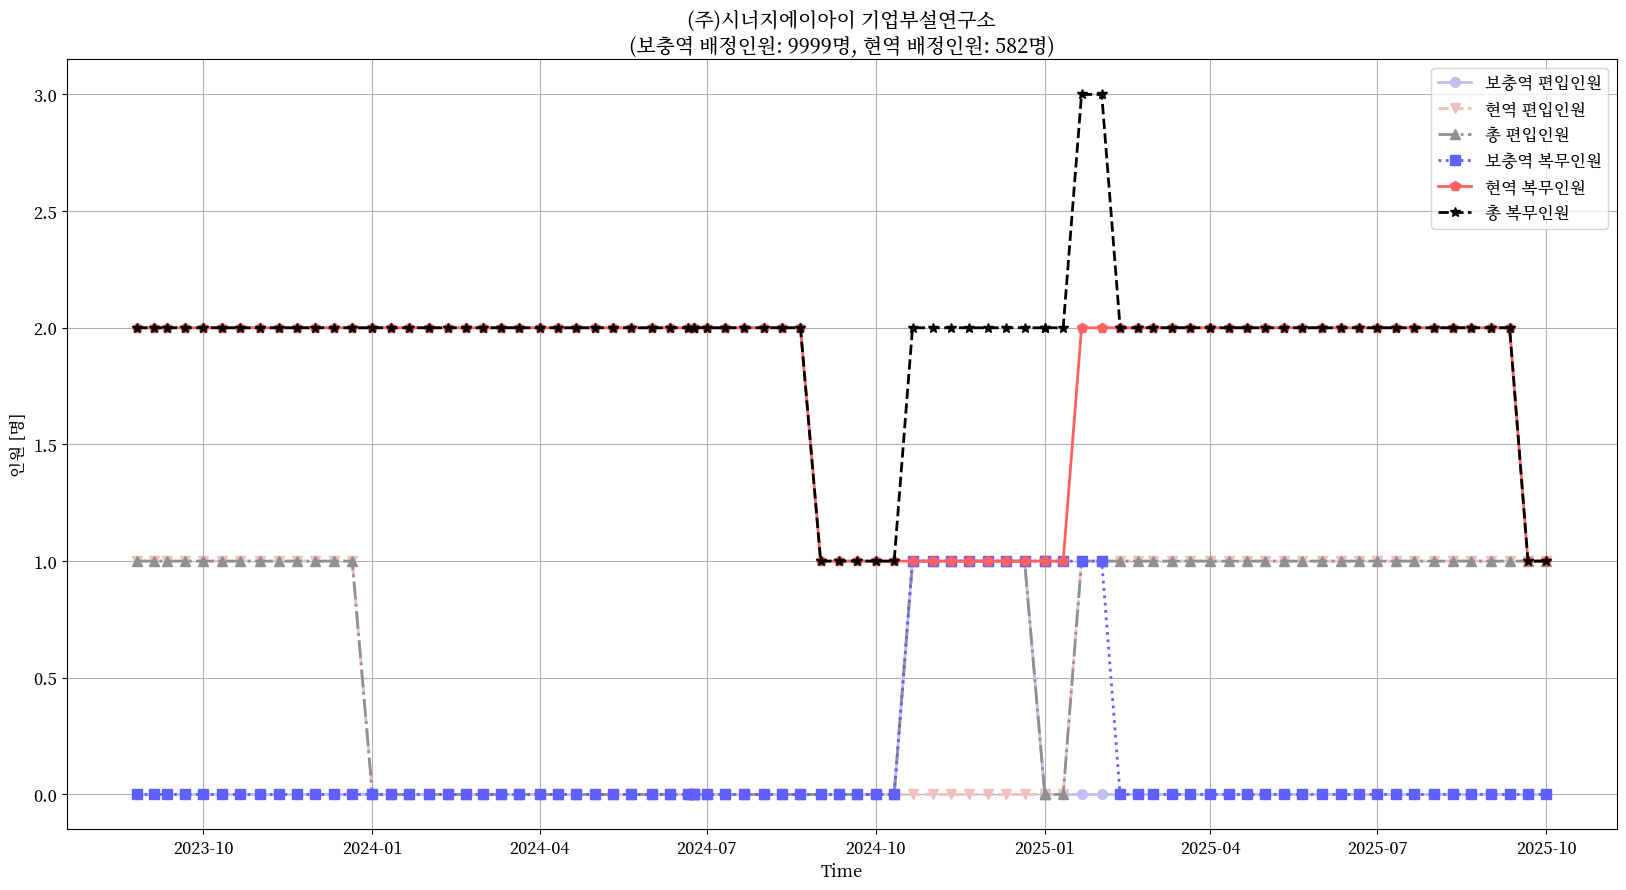 (주)시너지에이아이 기업부설연구소
(보충역 배정인원: 9999명, 현역 배정인원: 582명)
보충역 편입인원
현역 편입인원
총 편입인원
보충역 복무인원
현역 복무인원
총 복무인원
인원 [명]
3.0
2.5
2.0
1.5
1.0
0.5
0.0
2023-10
2024-01
2024-04
2024-07
2024-10
2025-01
2025-04
2025-07
2025-10
Time